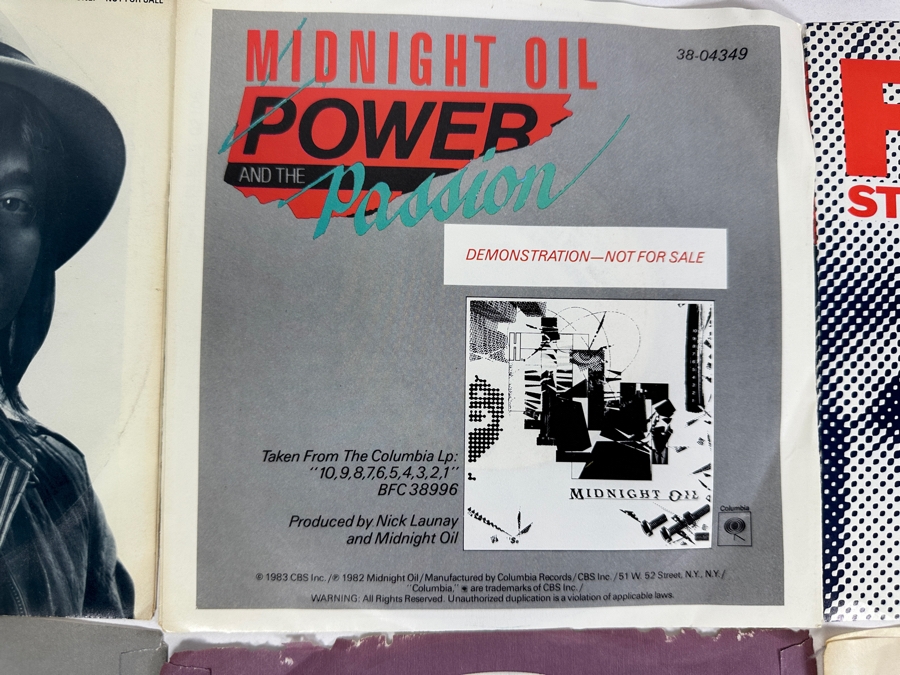 NOT FOR SALE
MIDNIGHT OIL
38-04349
POWER
AND THE
Passion
DEMONSTRATION—NOT FOR SALE
MIDNIGHT OIL
Columbia
Taken From The Columbia Lp:
"10,9,8,7,6,5,4,3,2,1"
BFC 38996
Produced by Nick Launay
and Midnight Oil
© 1983 CBS Inc./℗ 1982 Midnight Oil/Manufactured by Columbia Records/CBS Inc./51 W. 52 Street, N.Y., N.Y./
"Columbia," are trademarks of CBS Inc./
WARNING: All Rights Reserved. Unauthorized duplication is a violation of applicable laws.
ST